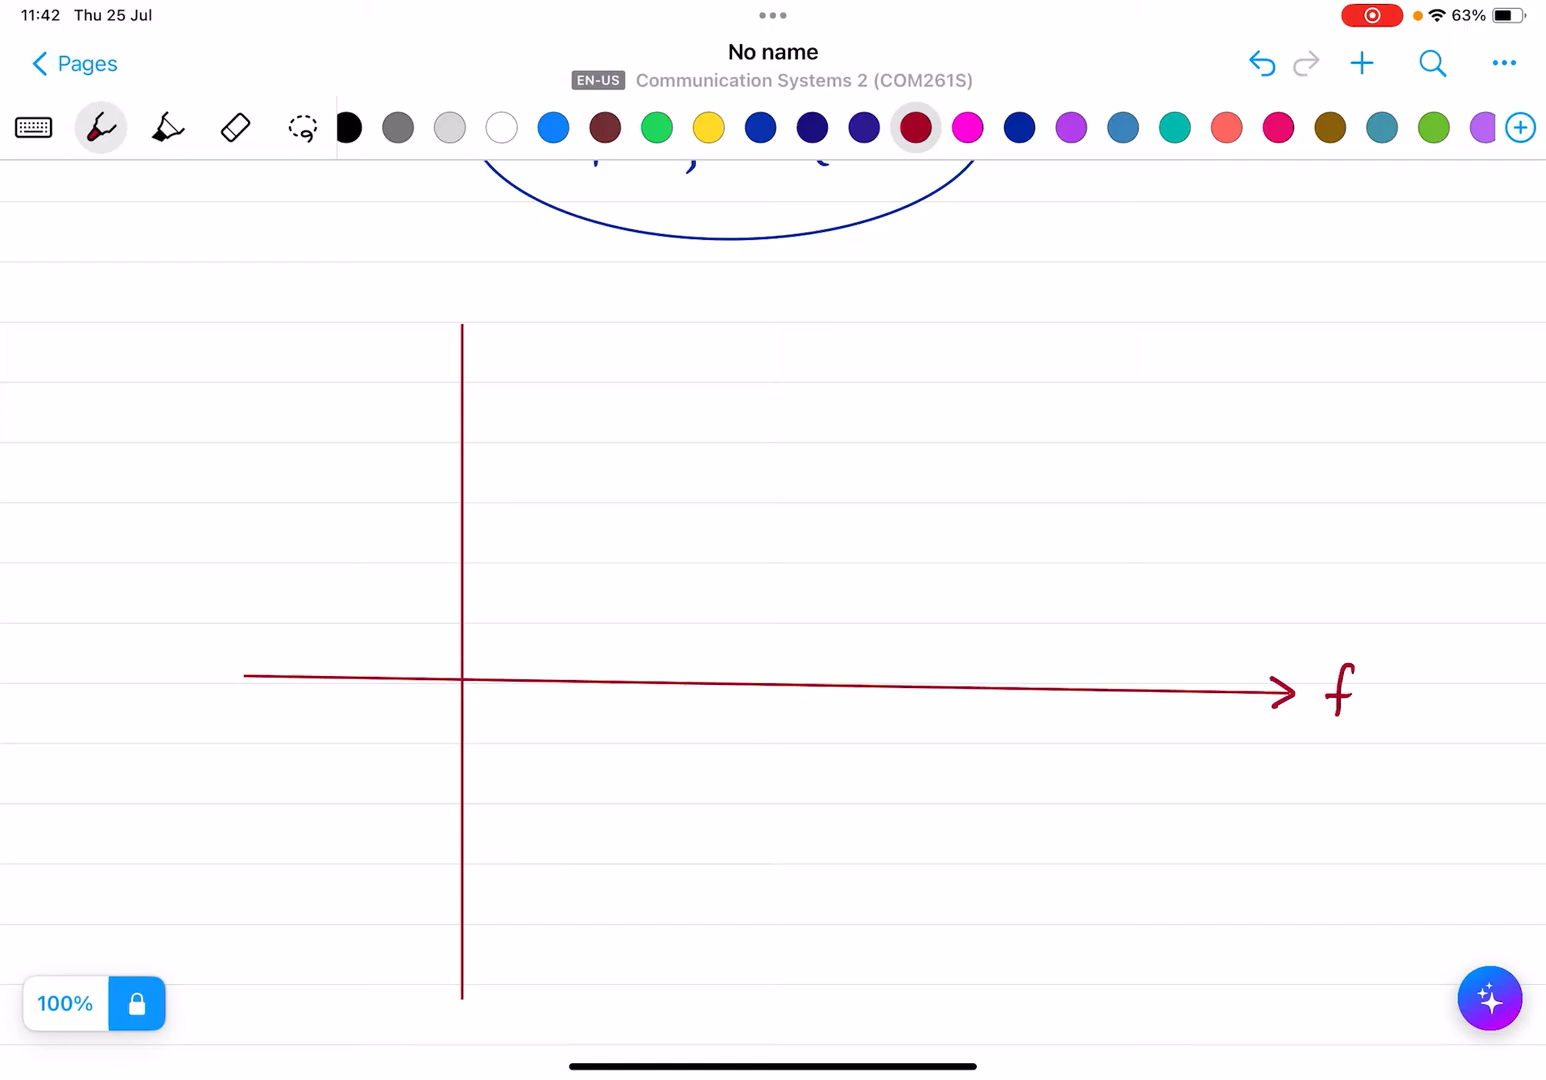 11:42 Thu 25 Jul
63%
Pages
No name
EN-US Communication Systems 2 (COM261S)
f
100%